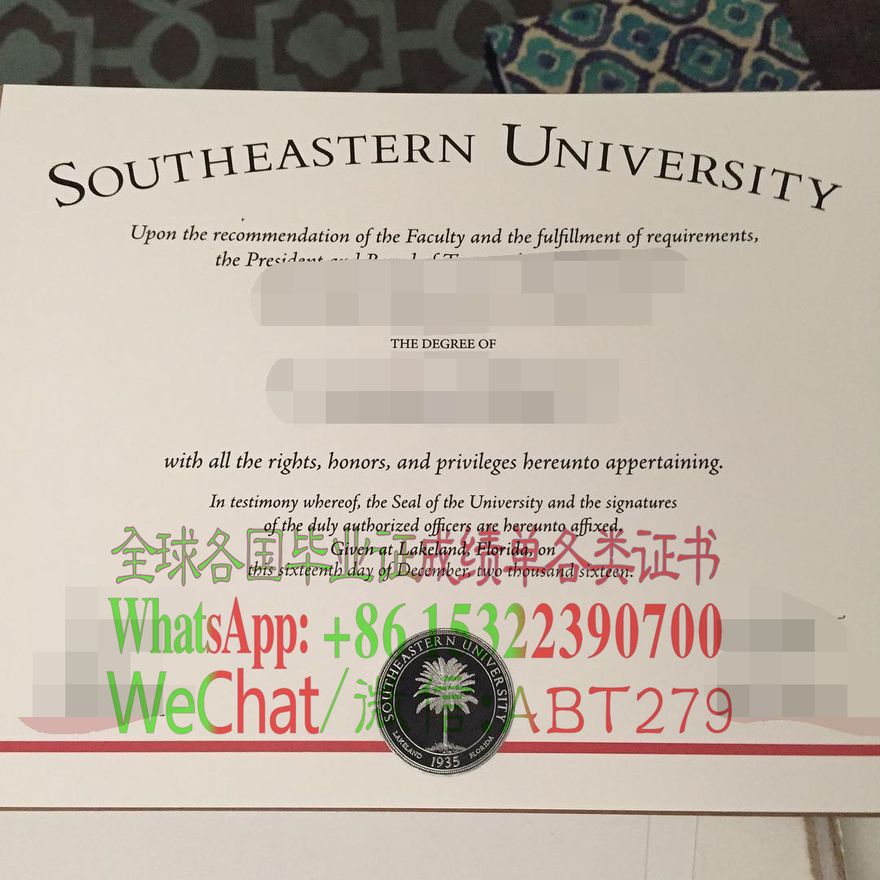 SOUTHEASTERN UNIVERSITY
Upon the recommendation of the Faculty and the fulfillment of requirements,
the President and Board of
THE DEGREE OF
with all the rights, honors, and privileges hereunto appertaining.
In testimony whereof, the Seal of the University and the signatures
of the duly authorized officers are hereunto affixed.
Given at Lakeland, Florida, on
this sixteenth day of December, two thousand sixteen.
全球各国毕业证成绩单各类证书
WhatsApp: +86 15322390700
WeChat/微信:ABT279
SOUTHEASTERN UNIVERSITY
LAKELAND FLORIDA
1935